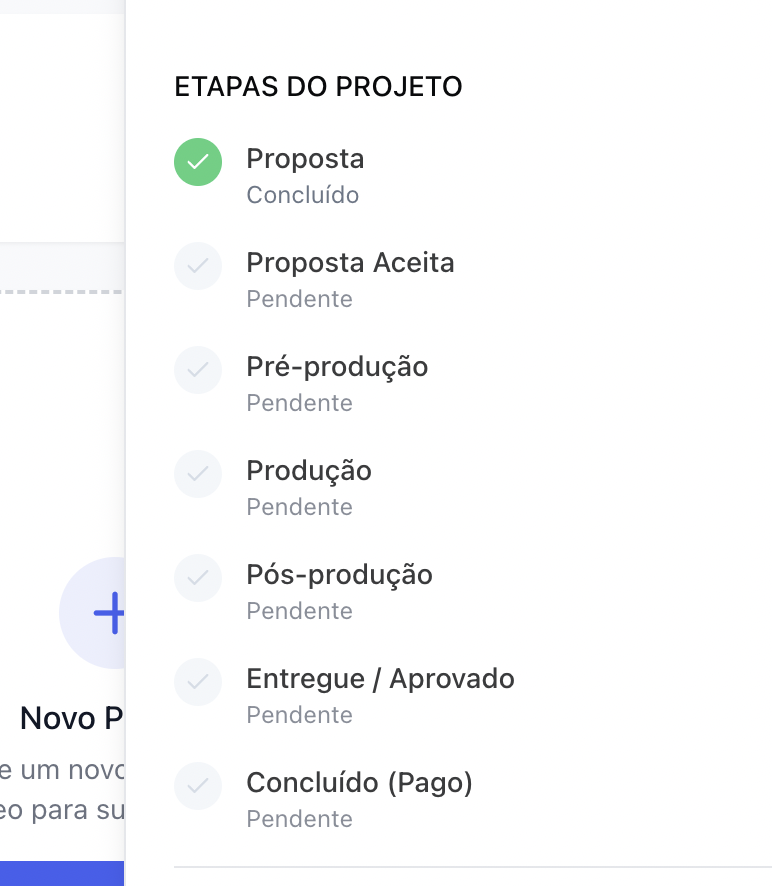 ETAPAS DO PROJETO
Proposta
Concluído
Proposta Aceita
Pendente
Pré-produção
Pendente
Produção
Pendente
Pós-produção
Pendente
Entregue / Aprovado
Pendente
Concluído (Pago)
Pendente
Novo P
e um novo
eo para su